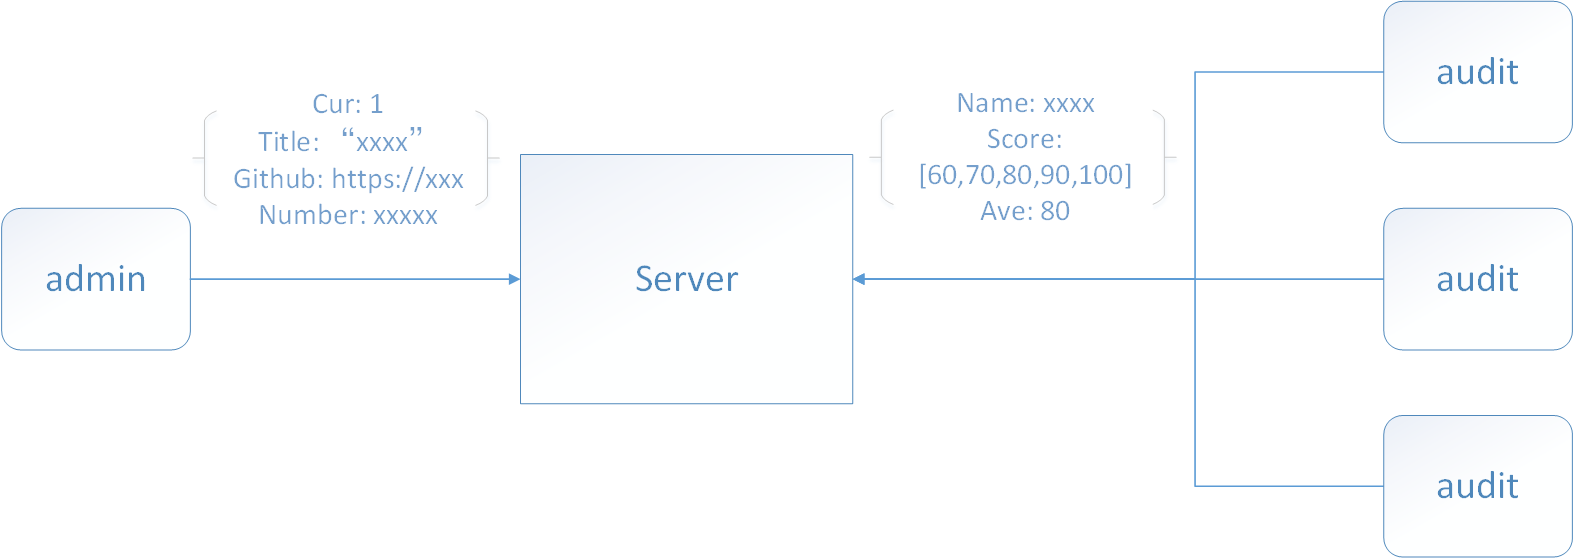 Cur: 1
Title: “xxxx”
Github: https://xxx
Number: xxxxx
admin
Server
Name: xxxx
Score:
[60,70,80,90,100]
Ave: 80
audit
audit
audit